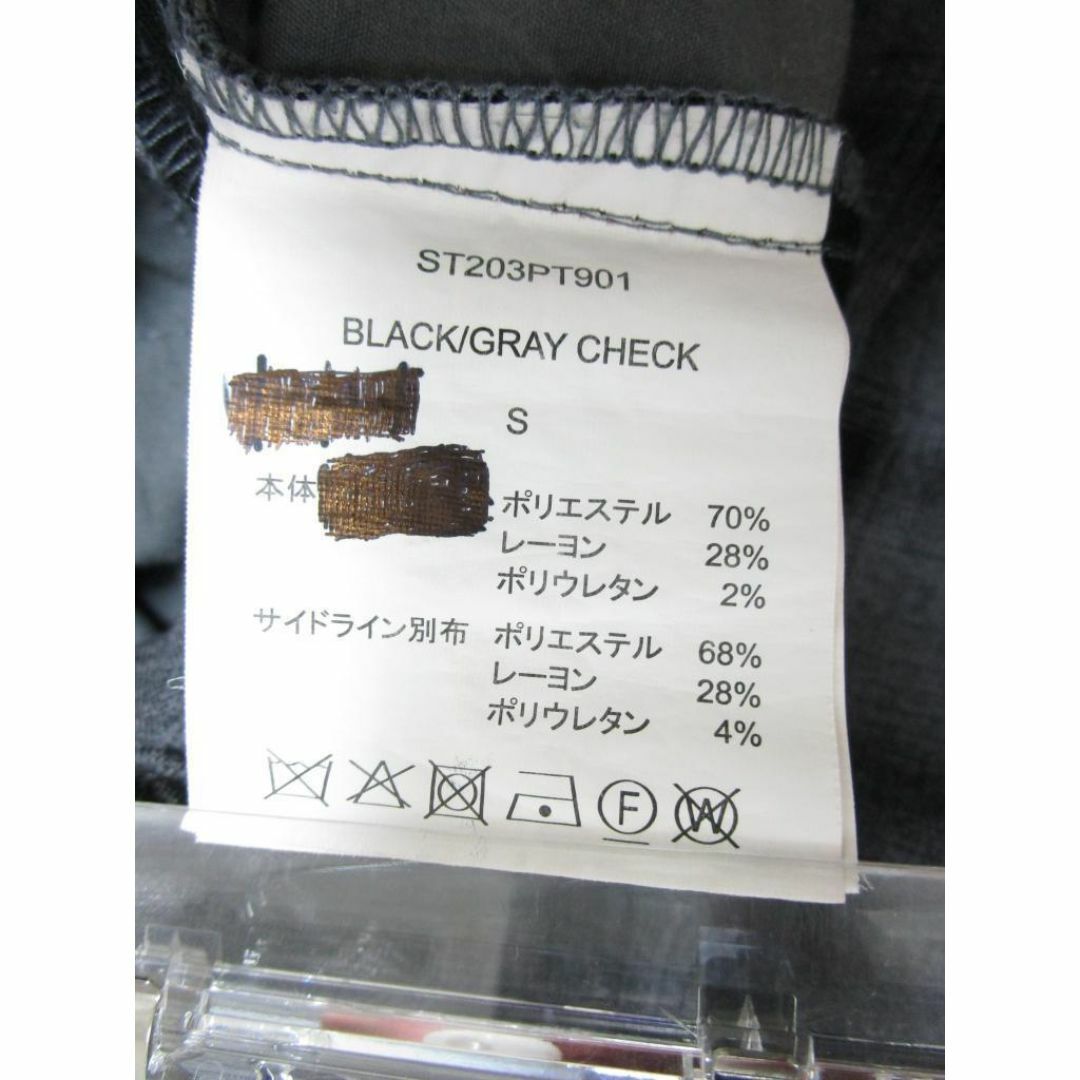 ST203PT901
BLACK/GRAY CHECK
S
本体 ポリエステル 70%
レーヨン 28%
ポリウレタン 2%
サイドライン別布 ポリエステル 68%
レーヨン 28%
ポリウレタン 4%
F W